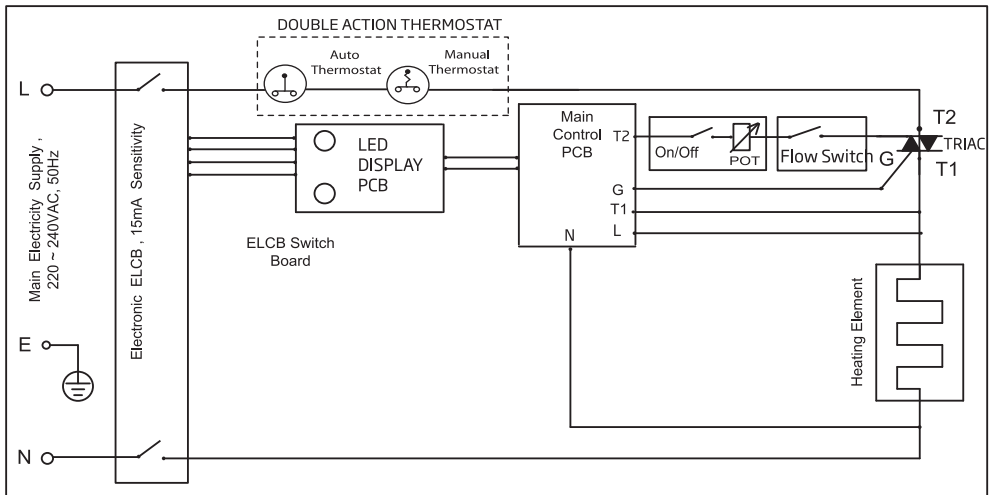 DOUBLE ACTION THERMOSTAT
Auto
Thermostat
Manual
Thermostat
L
Main Electricity Supply ,
220 ~ 240VAC, 50Hz
E
N
Electronic ELCB , 15mA Sensitivity
LED
DISPLAY
PCB
ELCB Switch
Board
Main
Control
PCB
T2
G
T1
L
N
On/Off
POT
Flow Switch
T2
TRIAC
G
T1
Heating Element